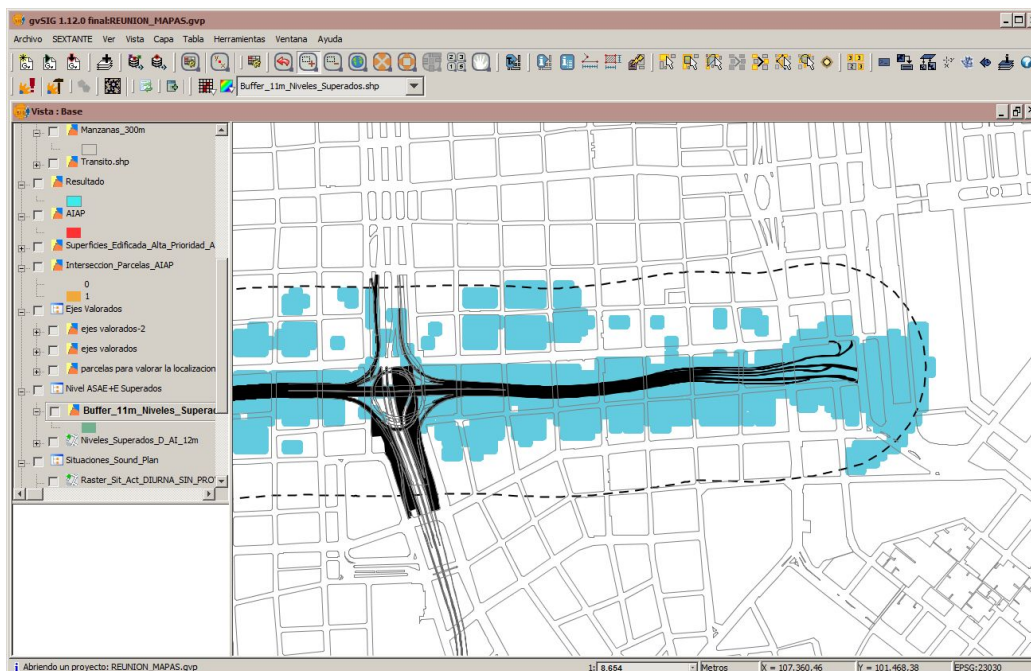 gvSIG 1.12.0 final:REUNION_MAPAS.gvp
Archivo SEXTANTE Ver Vista Capa Tabla Herramientas Ventana Ayuda
Buffer_11m_Niveles_Superados.shp
Vista : Base
Manzanas_300m
Transito.shp
Resultado
AIAP
Superficies_Edificada_Alta_Prioridad_A
Interseccion_Parcelas_AIAP
0
1
Ejes Valorados
ejes valorados-2
ejes valorados
parcelas para valorar la localizacion
Nivel ASAE+E Superados
Buffer_11m_Niveles_Superad
Niveles_Superados_D_AI_12m
Situaciones_Sound_Plan
Raster_Sit_Act_DIURNA_SIN_PRO
Abriendo un proyecto: REUNION_MAPAS.gvp 1: 8.654 Metros X = 107.360,46 Y = 101.468,38 EPSG:23030